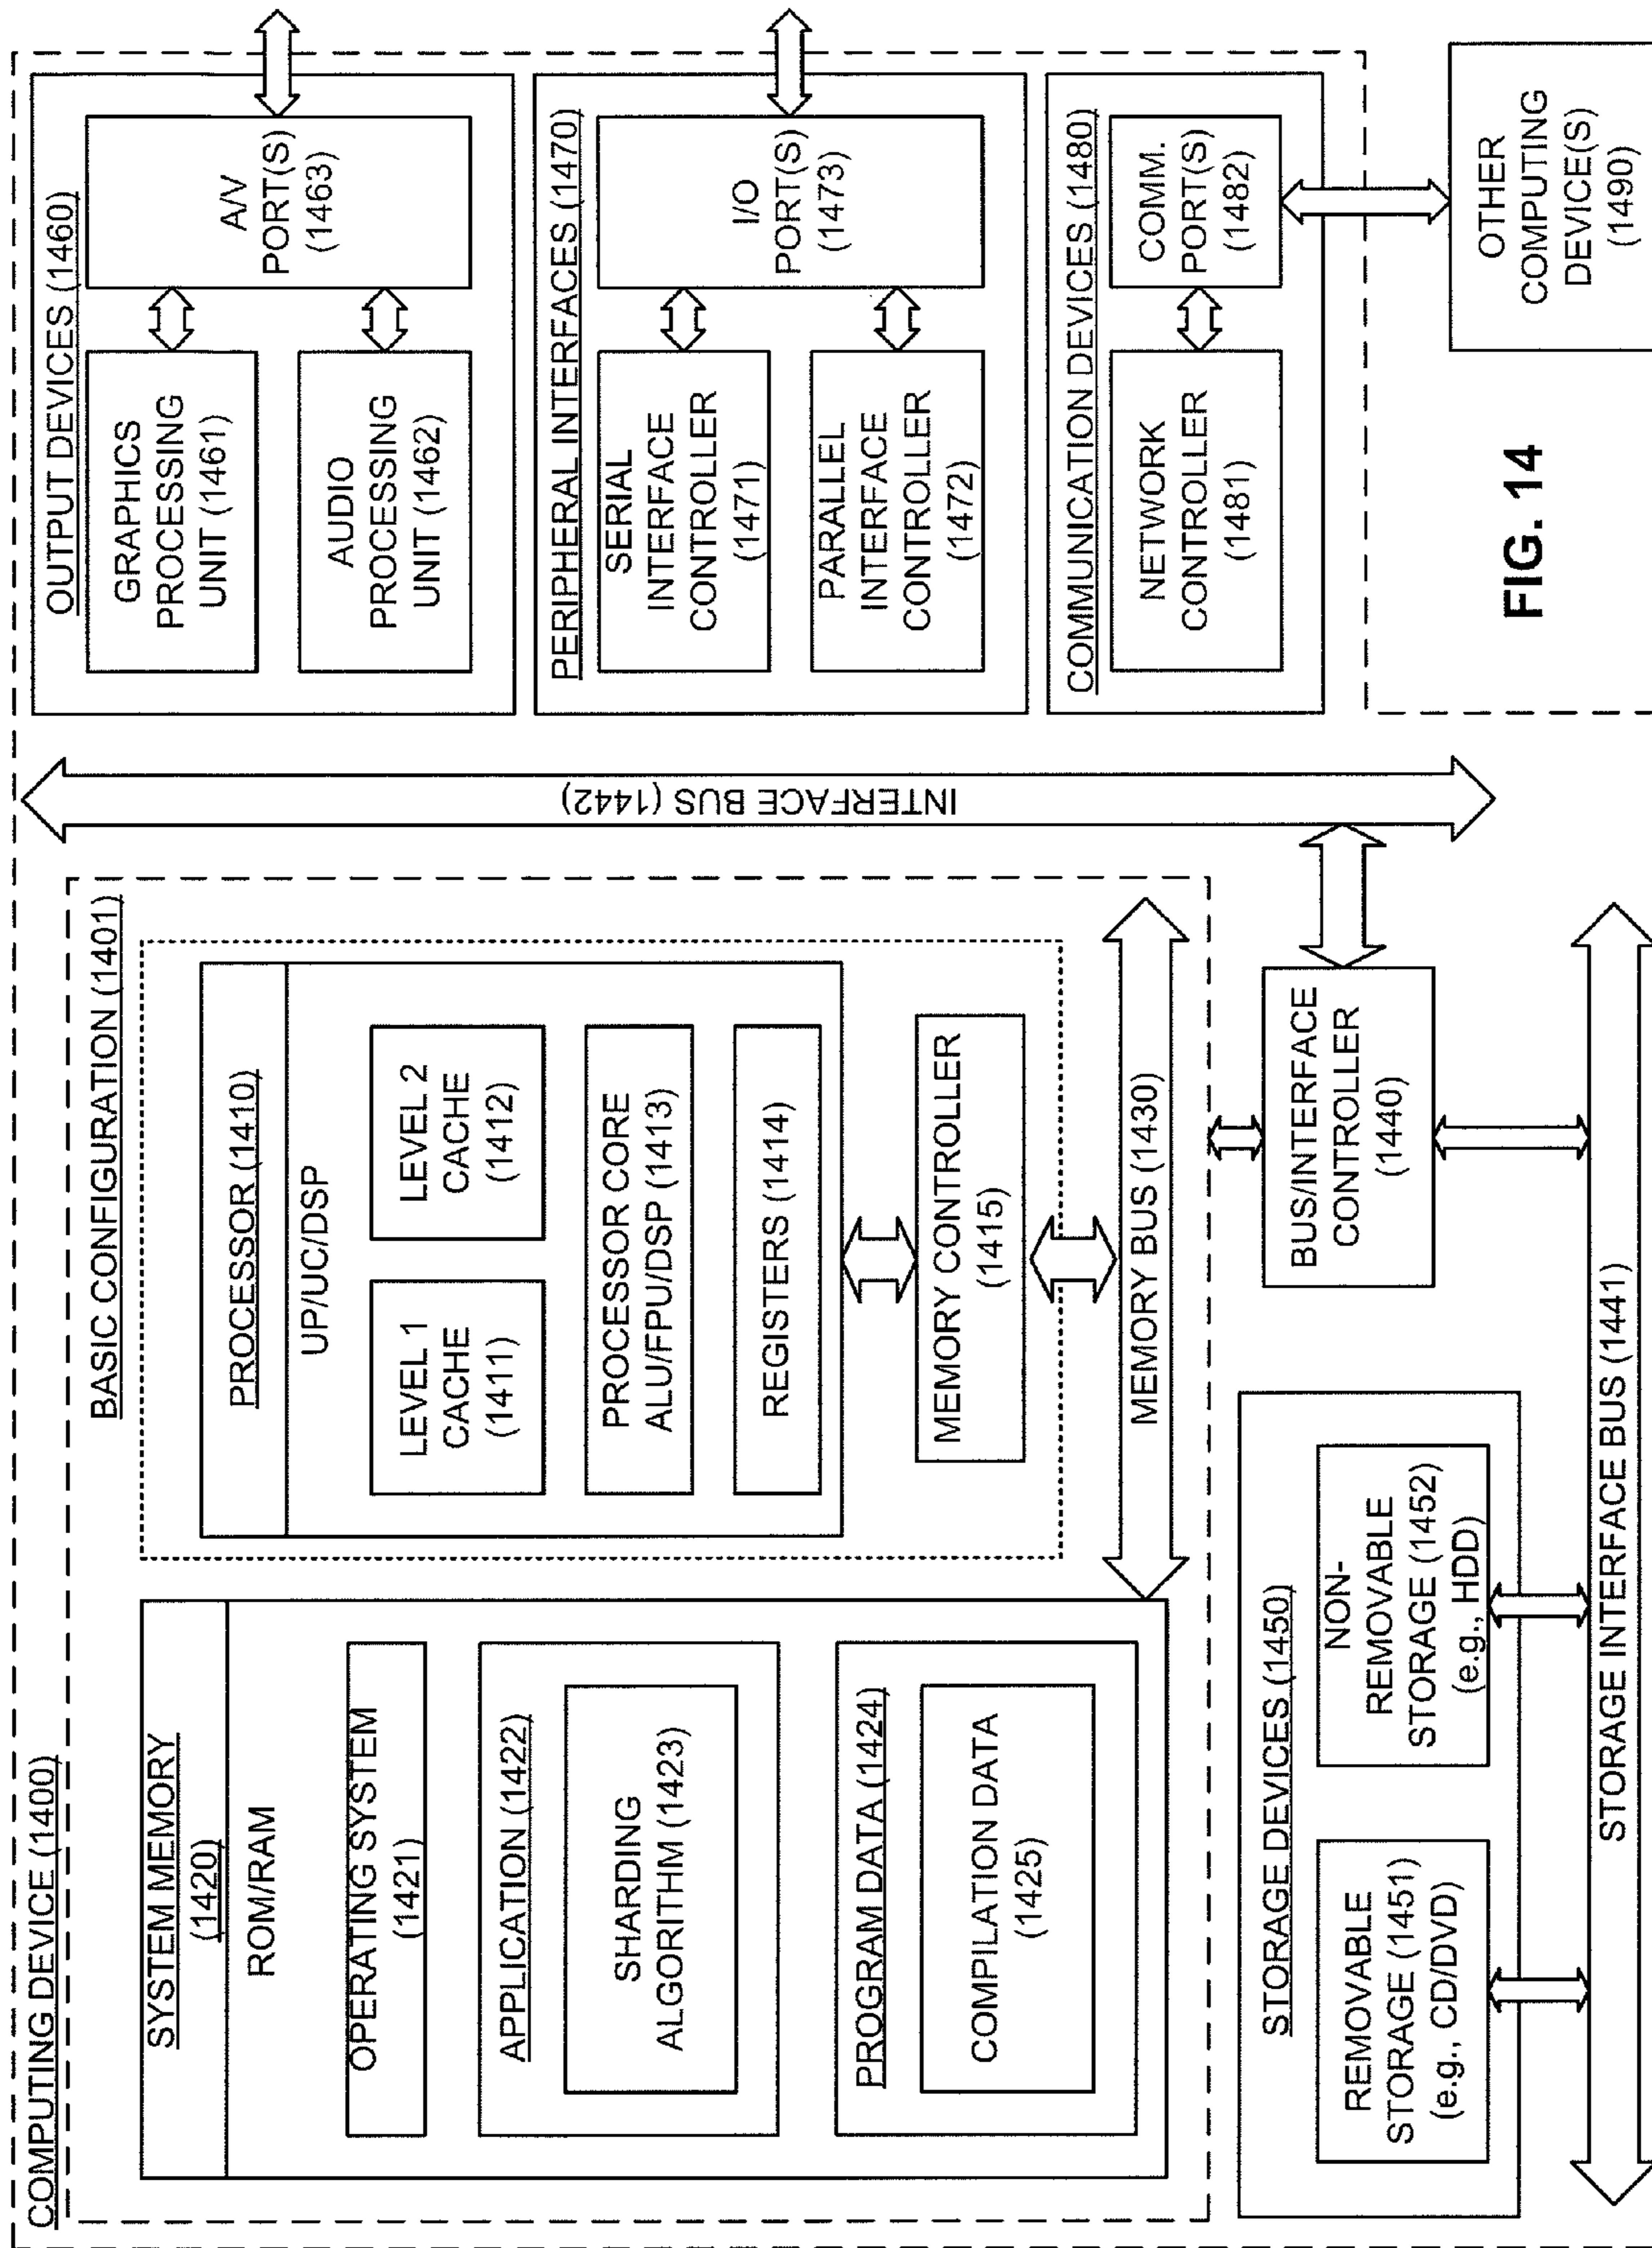 COMPUTING DEVICE (1400)
BASIC CONFIGURATION (1401)
SYSTEM MEMORY
(1420)
ROM/RAM
OPERATING SYSTEM
(1421)
APPLICATION (1422)
SHARDING
ALGORITHM (1423)
PROGRAM DATA (1424)
COMPILATION DATA
(1425)
PROCESSOR (1410)
UP/UC/DSP
LEVEL 1
CACHE
(1411)
LEVEL 2
CACHE
(1412)
PROCESSOR CORE
ALU/FPU/DSP (1413)
REGISTERS (1414)
MEMORY CONTROLLER
(1415)
MEMORY BUS (1430)
BUS/INTERFACE
CONTROLLER
(1440)
STORAGE DEVICES (1450)
REMOVABLE
STORAGE (1451)
(e.g., CD/DVD)
NON-
REMOVABLE
STORAGE (1452)
(e.g., HDD)
STORAGE INTERFACE BUS (1441)
INTERFACE BUS (1442)
OUTPUT DEVICES (1460)
GRAPHICS
PROCESSING
UNIT (1461)
AUDIO
PROCESSING
UNIT (1462)
A/V
PORT(S)
(1463)
PERIPHERAL INTERFACES (1470)
SERIAL
INTERFACE
CONTROLLER
(1471)
PARALLEL
INTERFACE
CONTROLLER
(1472)
I/O
PORT(S)
(1473)
COMMUNICATION DEVICES (1480)
NETWORK
CONTROLLER
(1481)
COMM.
PORT(S)
(1482)
OTHER
COMPUTING
DEVICE(S)
(1490)
FIG. 14